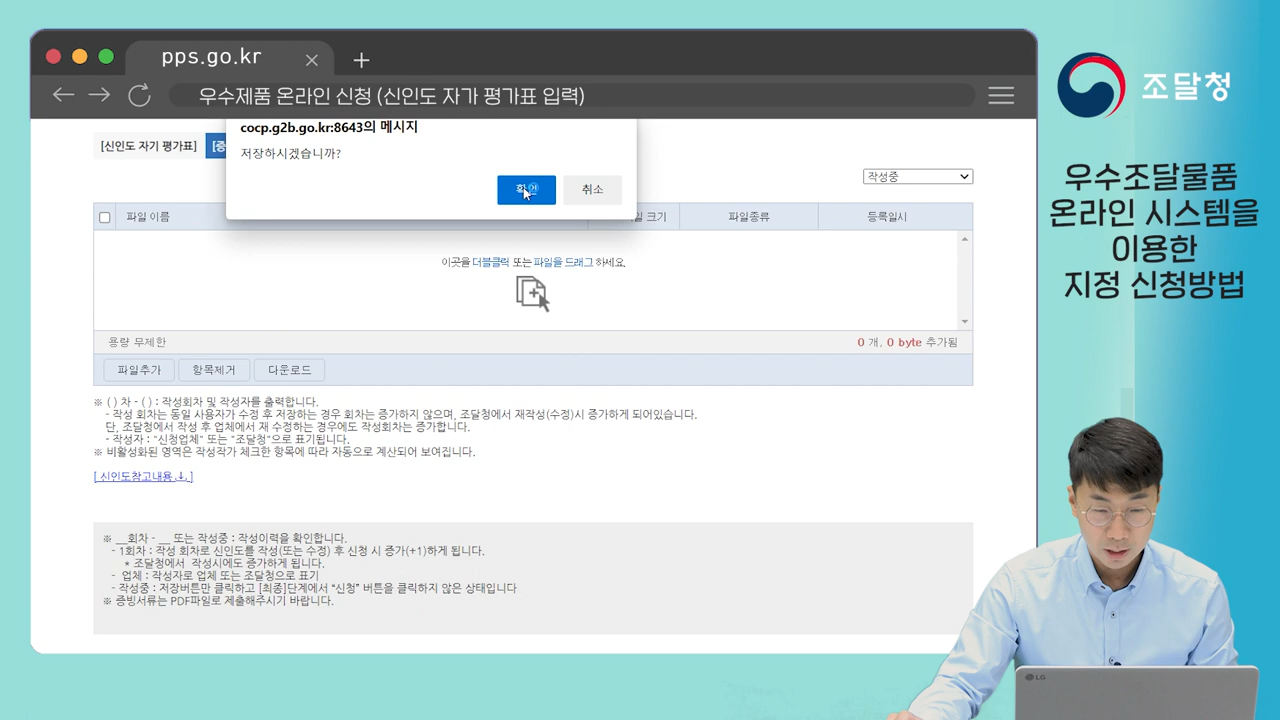 pps.go.kr
우수제품 온라인 신청 (신인도 자가 평가표 입력)
조달청
우수조달물품
온라인 시스템을
이용한
지정 신청방법
cocp.g2b.go.kr:8643의 메시지
저장하시겠습니까?
확인
취소
[신인도 자기 평가표]
작성중
파일 이름
크기
파일종류
등록일시
이곳을 더블클릭 또는 파일을 드래그 하세요.
용량 무제한
0 개, 0 byte 추가됨
파일추가
항목제거
다운로드
※ ( ) 차 - ( ) : 작성회차 및 작성자를 출력합니다.
- 작성 회차는 동일 사용자가 수정 후 저장하는 경우 회차는 증가하지 않으며, 조달청에서 재작성(수정)시 증가하게 되어있습니다.
단, 조달청에서 작성 후 업체에서 재 수정하는 경우에도 작성회차는 증가합니다.
- 작성자 : "신청업체" 또는 "조달청"으로 표기됩니다.
※ 비활성화된 영역은 작성작가 체크한 항목에 따라 자동으로 계산되어 보여집니다.
[ 신인도참고내용 ↓ ]
※ __회차 - __ 또는 작성중 : 작성이력을 확인합니다.
- 1회차 : 작성 회차로 신인도를 작성(또는 수정) 후 신청 시 증가(+1)하게 됩니다.
* 조달청에서 작성시에도 증가하게 됩니다.
- 업체 : 작성자로 업체 또는 조달청으로 표기
- 작성중 : 저장버튼만 클릭하고 [최종]단계에서 "신청" 버튼을 클릭하지 않은 상태입니다
※ 증빙서류는 PDF파일로 제출해주시기 바랍니다.
LG